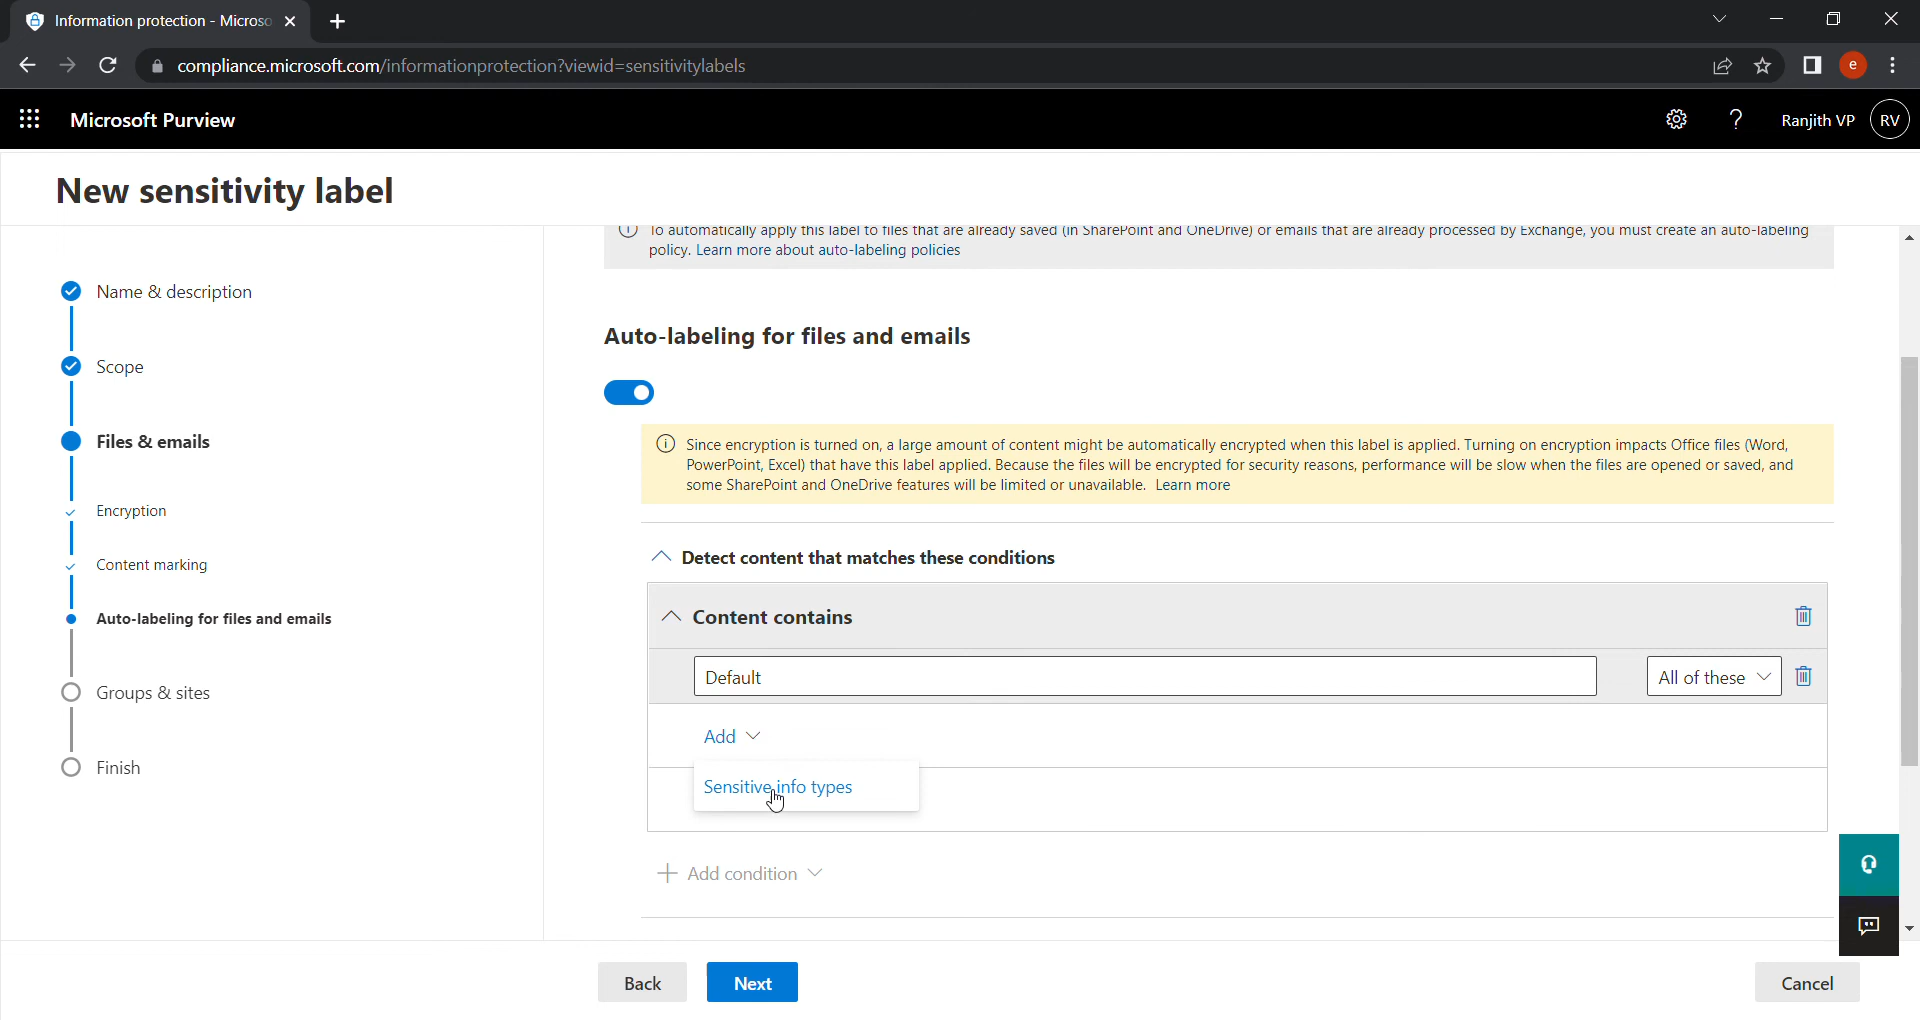 Information protection - Microso
compliance.microsoft.com/informationprotection?viewid=sensitivitylabels
e
Microsoft Purview
Ranjith VP
RV
New sensitivity label
Name & description
Scope
Files & emails
Encryption
Content marking
Auto-labeling for files and emails
Groups & sites
Finish
To automatically apply this label to files that are already saved (in SharePoint and OneDrive) or emails that are already processed by Exchange, you must create an auto-labeling
policy. Learn more about auto-labeling policies
Auto-labeling for files and emails
Since encryption is turned on, a large amount of content might be automatically encrypted when this label is applied. Turning on encryption impacts Office files (Word,
PowerPoint, Excel) that have this label applied. Because the files will be encrypted for security reasons, performance will be slow when the files are opened or saved, and
some SharePoint and OneDrive features will be limited or unavailable. Learn more
Detect content that matches these conditions
Content contains
Default
All of these
Add
Sensitive info types
Add condition
Back
Next
Cancel